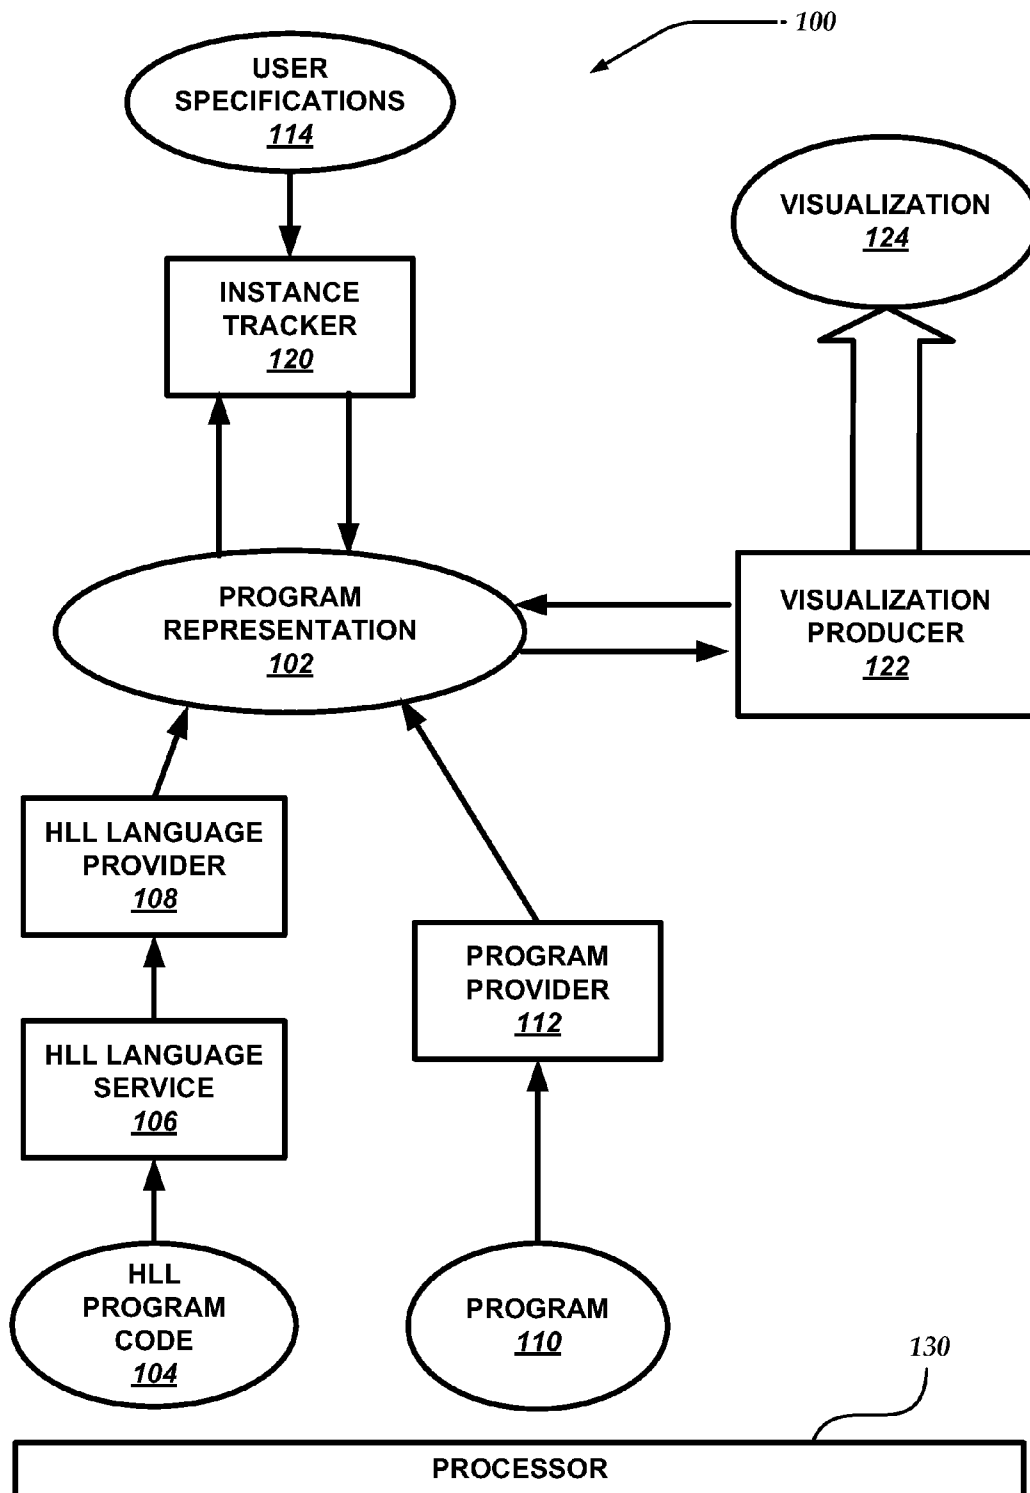 100
USER
SPECIFICATIONS
114
VISUALIZATION
124
INSTANCE
TRACKER
120
PROGRAM
REPRESENTATION
102
VISUALIZATION
PRODUCER
122
HLL LANGUAGE
PROVIDER
108
PROGRAM
PROVIDER
112
HLL LANGUAGE
SERVICE
106
HLL
PROGRAM
CODE
104
PROGRAM
110
130
PROCESSOR